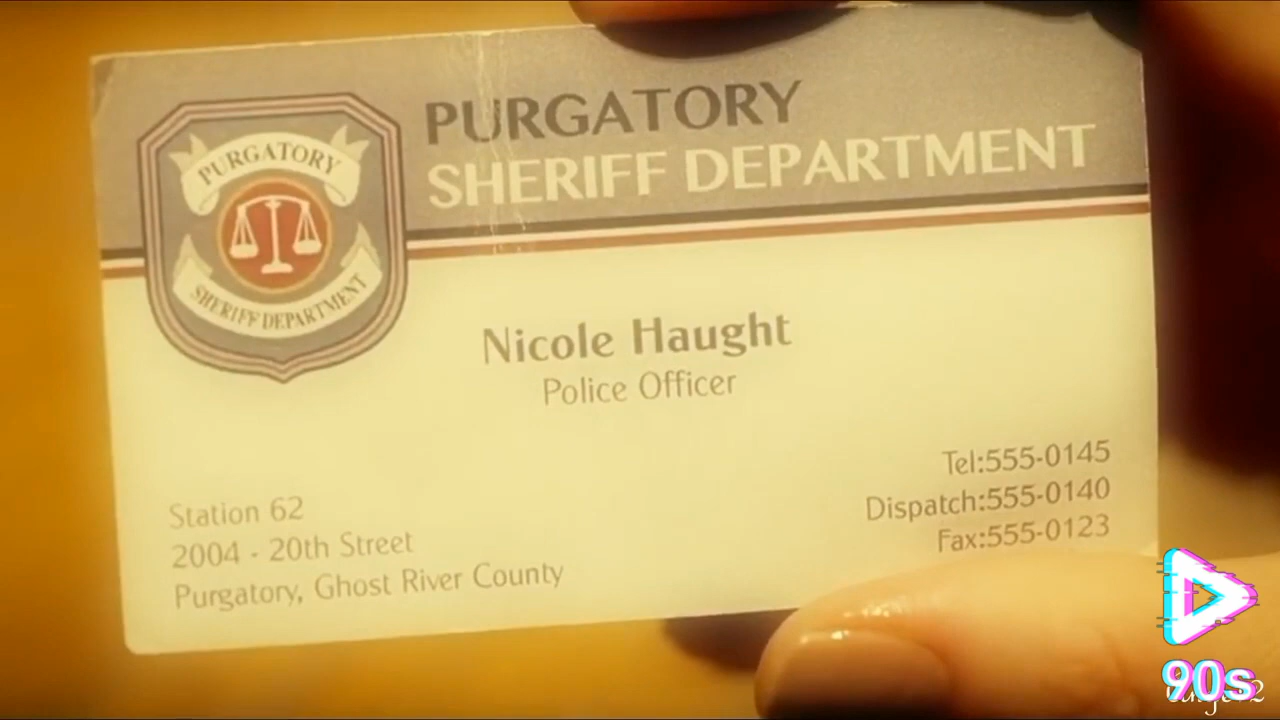 PURGATORY
SHERIFF DEPARTMENT
PURGATORY
SHERIFF DEPARTMENT
Nicole Haught
Police Officer
Station 62
2004 - 20th Street
Purgatory, Ghost River County
Tel:555-0145
Dispatch:555-0140
Fax:555-0123
90s